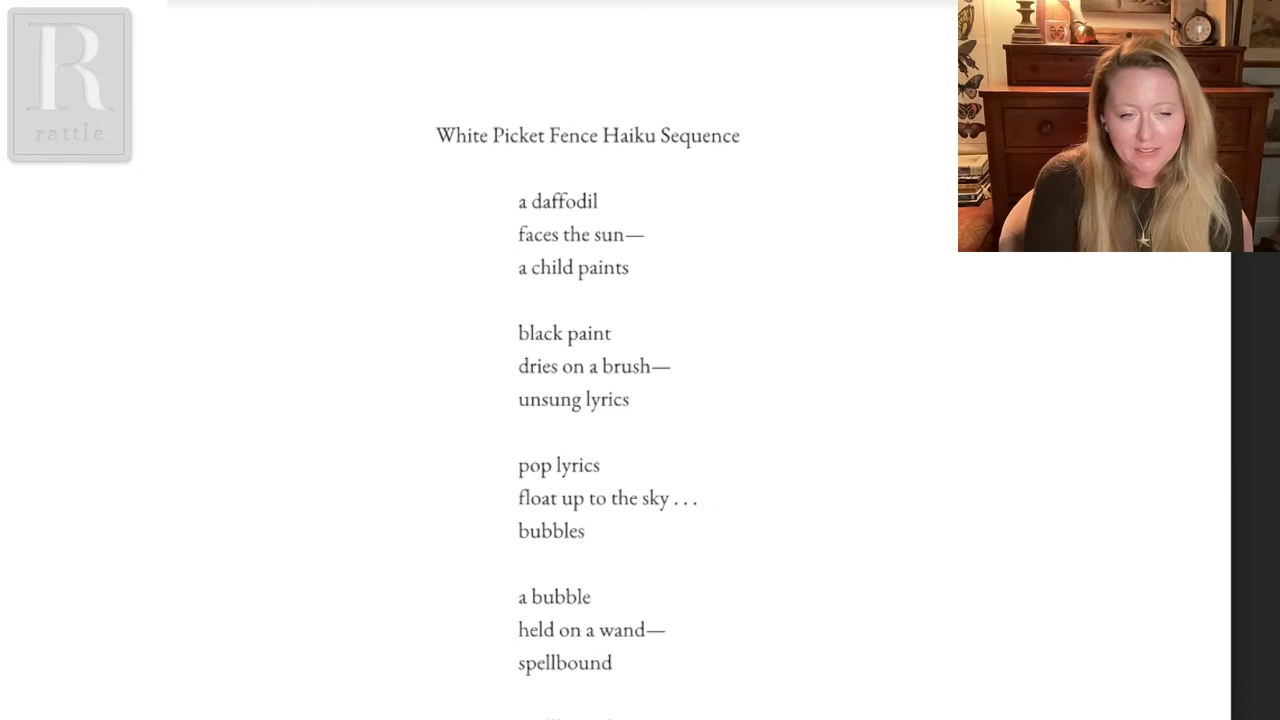 R
rattle
White Picket Fence Haiku Sequence
a daffodil
faces the sun—
a child paints
black paint
dries on a brush—
unsung lyrics
pop lyrics
float up to the sky . . .
bubbles
a bubble
held on a wand—
spellbound